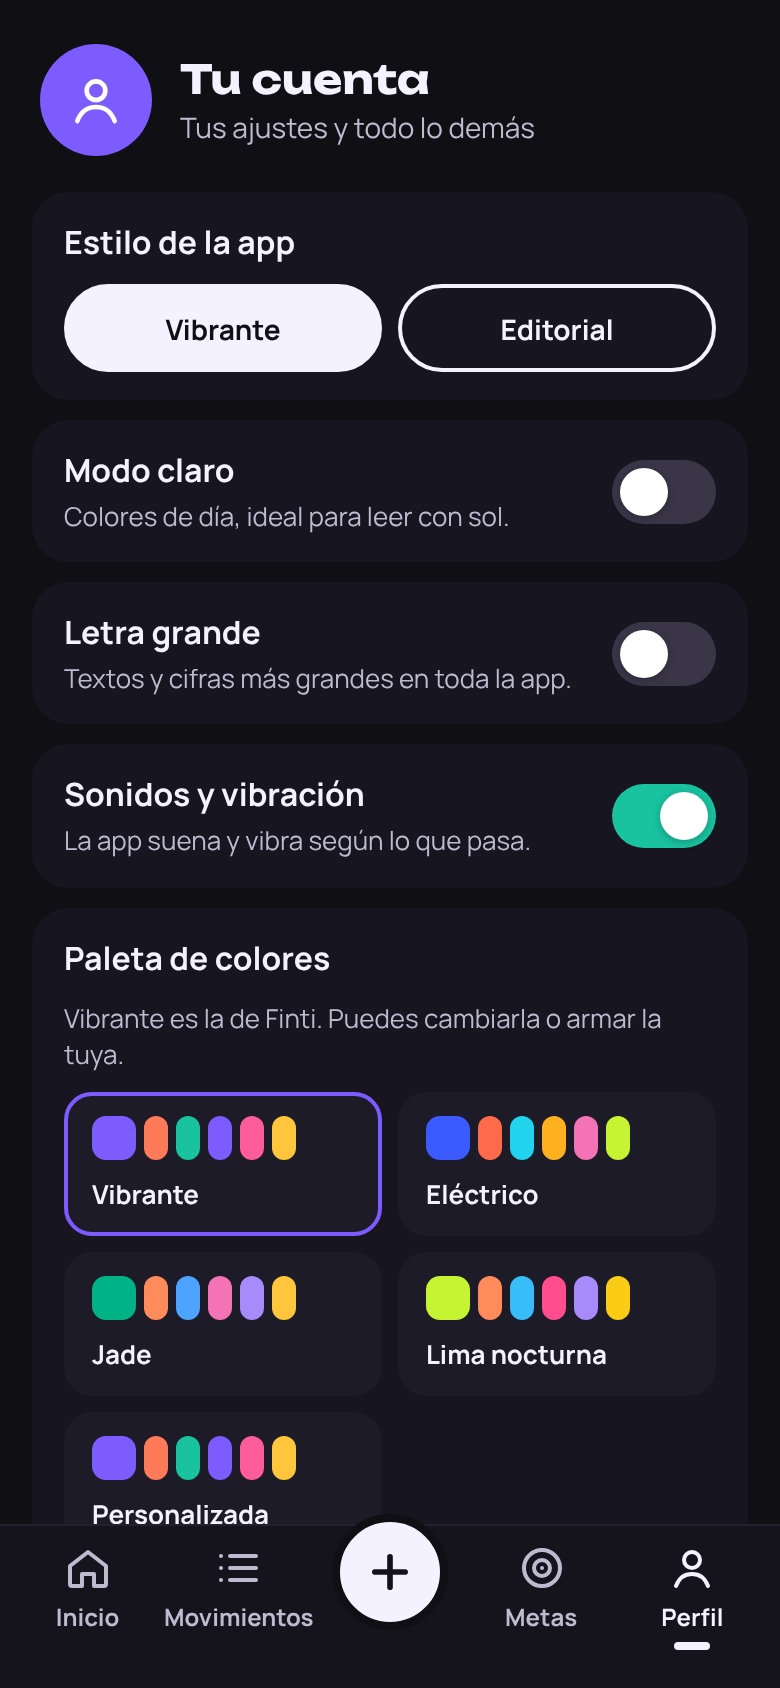 Tu cuenta
Tus ajustes y todo lo demás
Estilo de la app
Vibrante
Editorial
Modo claro
Colores de día, ideal para leer con sol.
Letra grande
Textos y cifras más grandes en toda la app.
Sonidos y vibración
La app suena y vibra según lo que pasa.
Paleta de colores
Vibrante es la de Finti. Puedes cambiarla o armar la
tuya.
Vibrante
Eléctrico
Jade
Lima nocturna
Personalizada
Inicio
Movimientos
Metas
Perfil